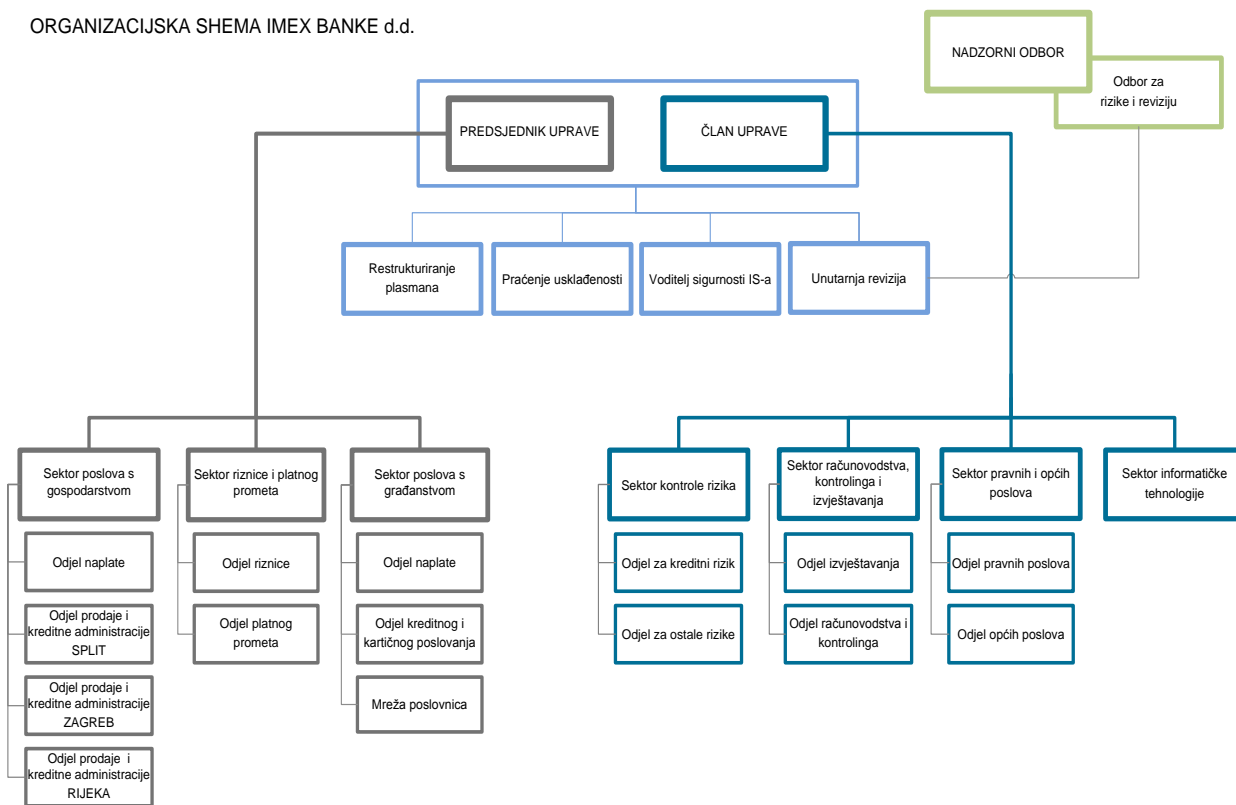 ORGANIZACIJSKA SHEMA IMEX BANKE d.d.
NADZORNI ODBOR
Odbor za
rizike i reviziju
PREDSJEDNIK UPRAVE
ČLAN UPRAVE
Restrukturiranje
plasmana
Praćenje usklađenosti
Voditelj sigurnosti IS-a
Unutarnja revizija
Sektor poslova s
gospodarstvom
Sektor riznice i platnog
prometa
Sektor poslova s
građanstvom
Sektor kontrole rizika
Sektor računovodstva,
kontrolinga i
izvještavanja
Sektor pravnih i općih
poslova
Sektor informatičke
tehnologije
Odjel naplate
Odjel riznice
Odjel naplate
Odjel za kreditni rizik
Odjel izvještavanja
Odjel pravnih poslova
Odjel prodaje i
kreditne administracije
SPLIT
Odjel platnog
prometa
Odjel kreditnog i
kartičnog poslovanja
Odjel za ostale rizike
Odjel računovodstva i
kontrolinga
Odjel općih poslova
Odjel prodaje i
kreditne administracije
ZAGREB
Mreža poslovnica
Odjel prodaje i
kreditne administracije
RIJEKA